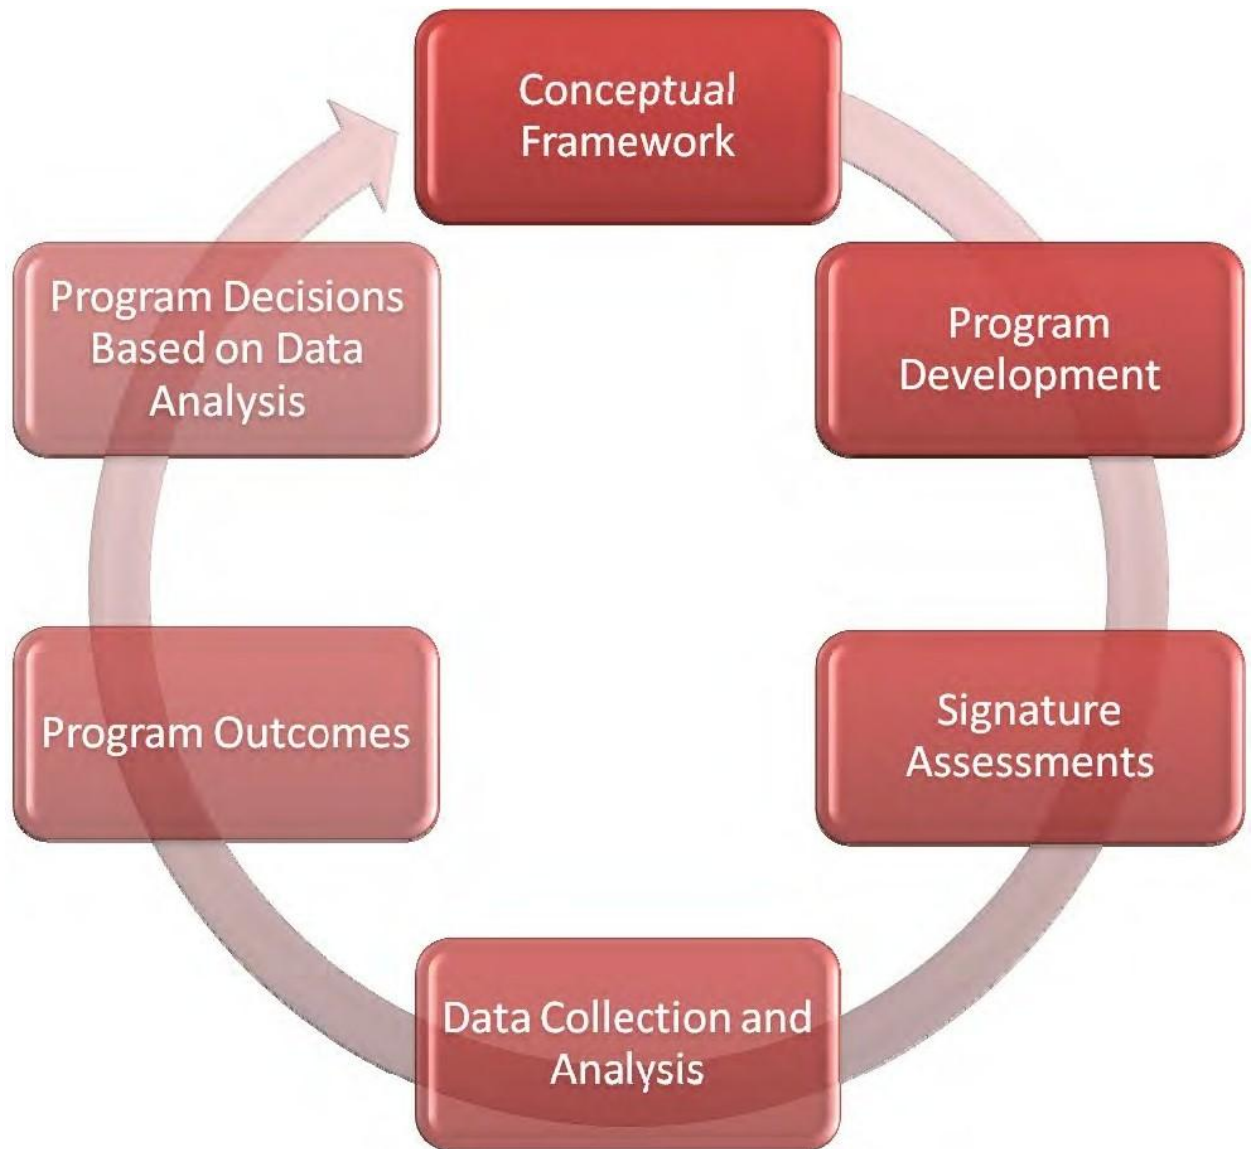 Conceptual
Framework
Program
Development
Signature
Assessments
Data Collection and
Analysis
Program Outcomes
Program Decisions
Based on Data
Analysis